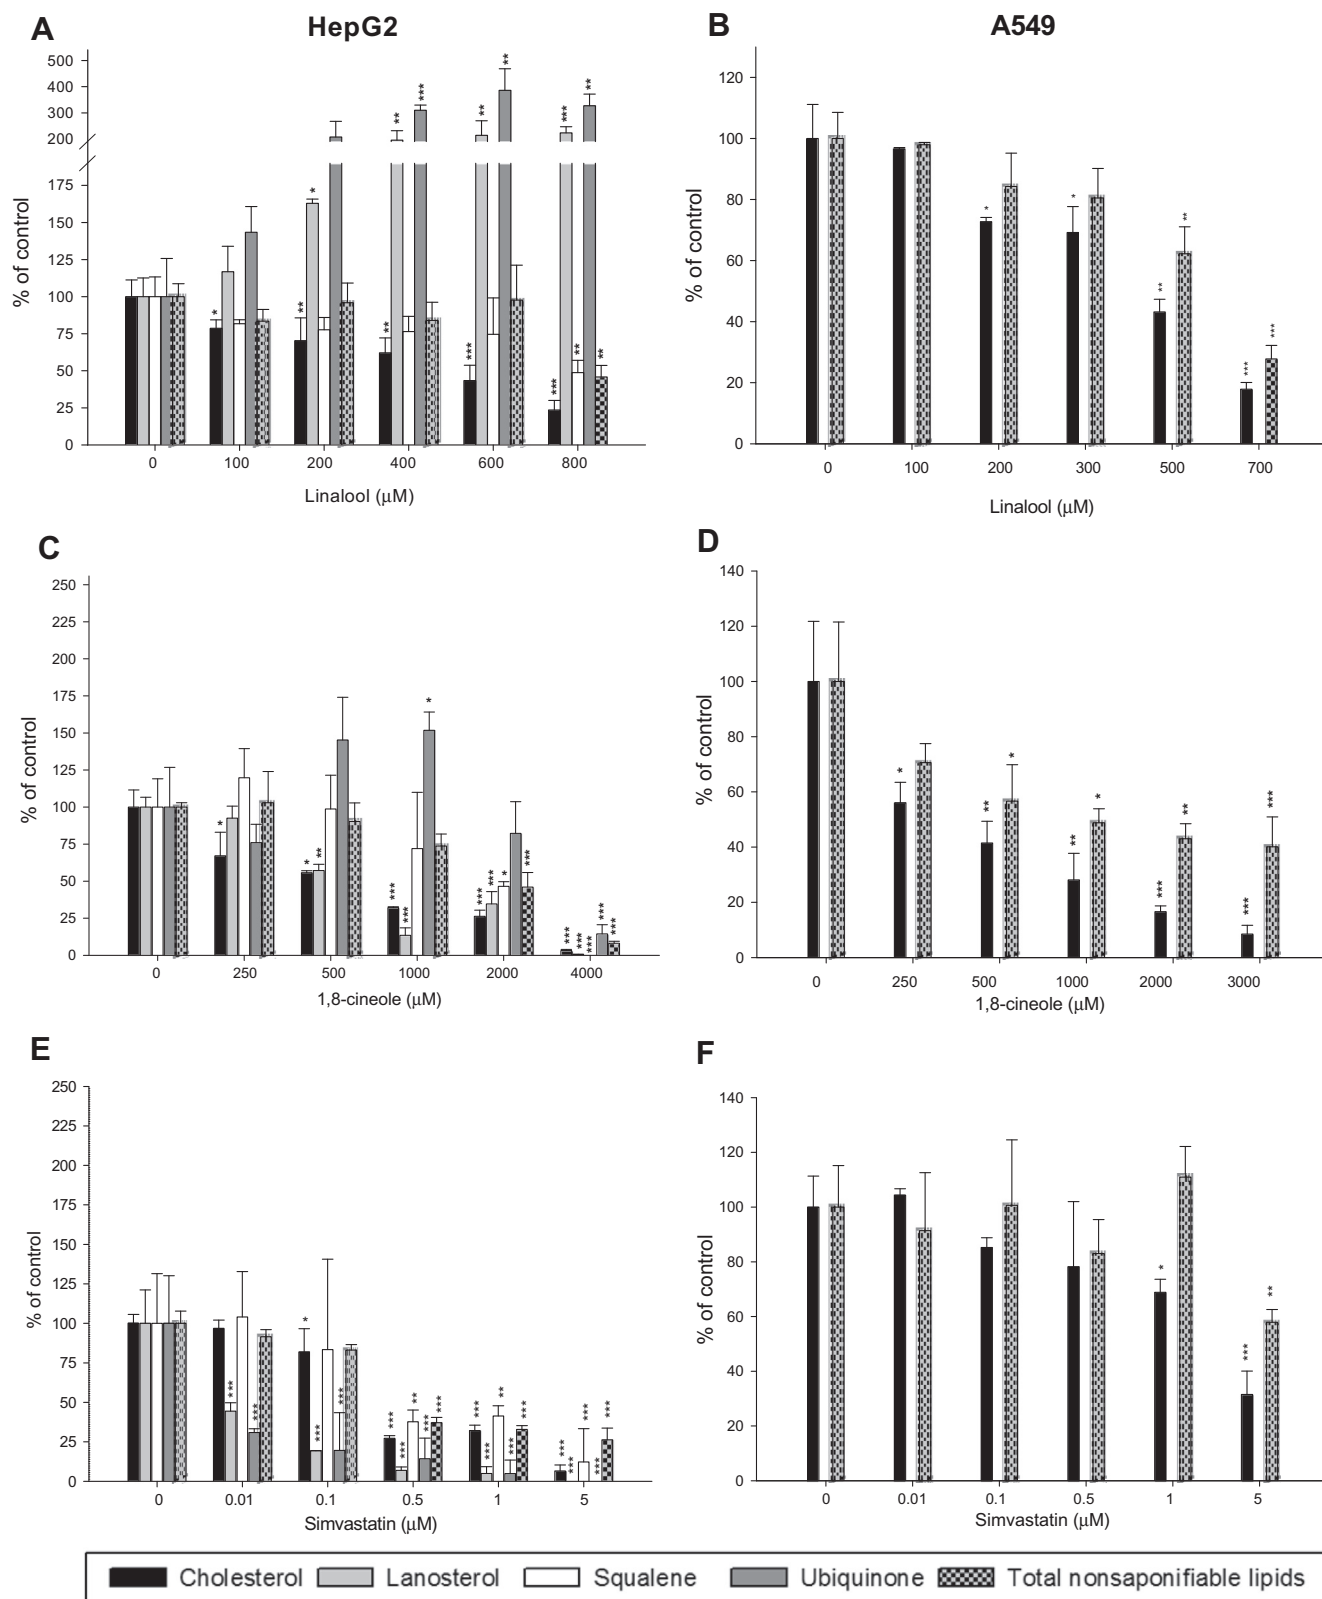 A HepG2
B A549
500
400
300
200
175
150
125
100
75
50
25
0
% of control
* * ** ** *** ** *** ** ** *** *** ** ** **
0 100 200 400 600 800
Linalool (μM)
120
100
80
60
40
20
0
% of control
* * ** ** *** ***
0 100 200 300 500 700
Linalool (μM)
C
250
225
200
175
150
125
100
75
50
25
0
% of control
* * ** *** *** * *** *** * *** *** *** *** *** ***
0 250 500 1000 2000 4000
1,8-cineole (μM)
D
140
120
100
80
60
40
20
0
% of control
* ** * ** * *** ** *** ***
0 250 500 1000 2000 3000
1,8-cineole (μM)
E
250
225
200
175
150
125
100
75
50
25
0
% of control
*** *** * *** *** *** *** ** *** *** *** *** ** *** *** *** *** *** ***
0 0.01 0.1 0.5 1 5
Simvastatin (μM)
F
140
120
100
80
60
40
20
0
% of control
* *** **
0 0.01 0.1 0.5 1 5
Simvastatin (μM)
Cholesterol Lanosterol Squalene Ubiquinone Total nonsaponifiable lipids